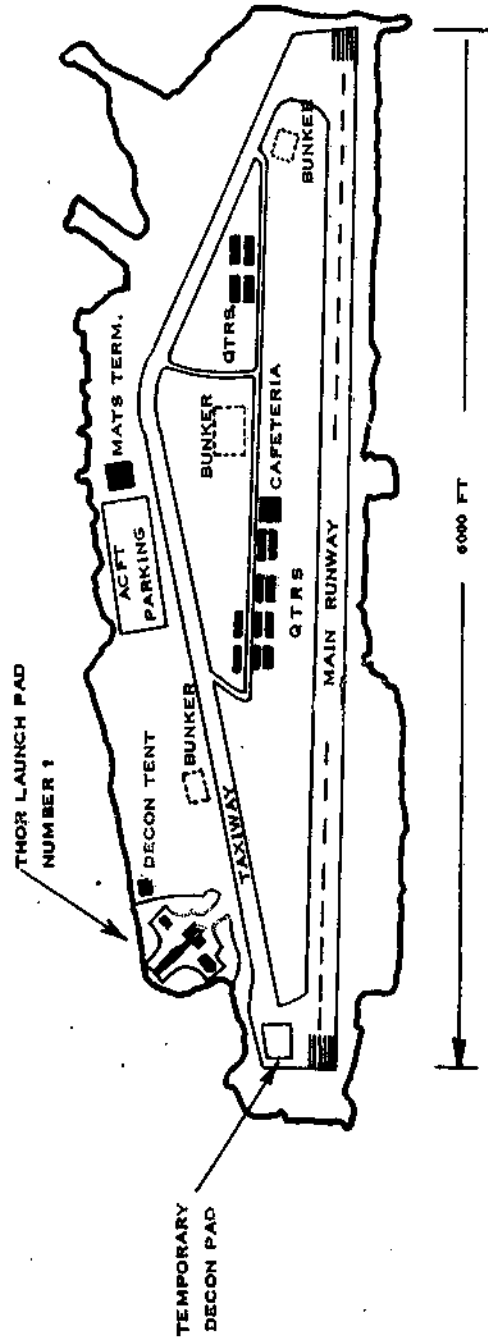 THOR LAUNCH PAD
NUMBER 1
TEMPORARY
DECON PAD
DECON TENT
ACFT
PARKING
MATS TERM.
BUNKER
TAXIWAY
BUNKER
QTRS.
BUNKER
CAFETERIA
QTRS
MAIN RUNWAY
6000 FT